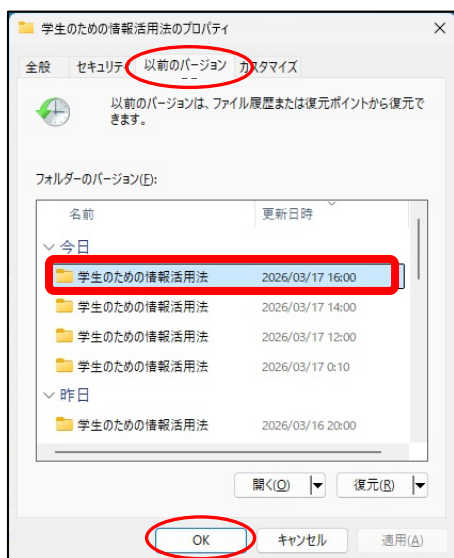 学生のための情報活用法のプロパティ
全般 セキュリティ 以前のバージョン カスタマイズ
以前のバージョンは、ファイル履歴または復元ポイントから復元で
きます。
フォルダーのバージョン(F):
名前 更新日時
今日
学生のための情報活用法 2026/03/17 16:00
学生のための情報活用法 2026/03/17 14:00
学生のための情報活用法 2026/03/17 12:00
学生のための情報活用法 2026/03/17 0:10
昨日
学生のための情報活用法 2026/03/16 20:00
開く(O) 復元(R)
OK キャンセル 適用(A)